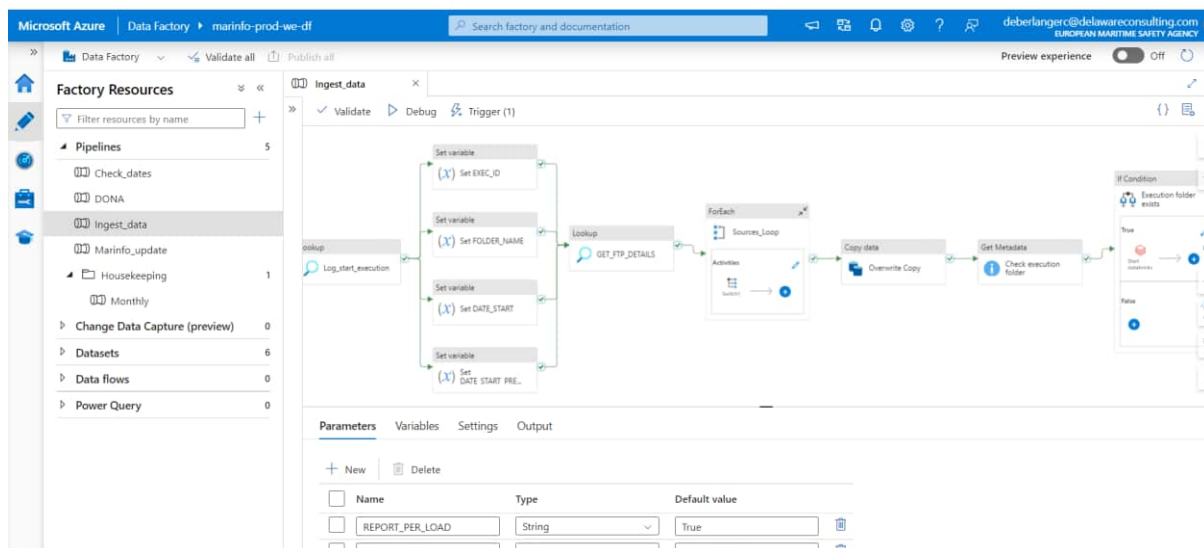 Microsoft Azure Data Factory marinfo-prod-we-df Search factory and documentation deberlangerc@delawareconsulting.com
EUROPEAN MARITIME SAFETY AGENCY
Data Factory Validate all Publish all Preview experience Off
Factory Resources
Filter resources by name
Pipelines 5
Check_dates
DONA
Ingest_data
Marinfo_update
Housekeeping 1
Monthly
Change Data Capture (preview) 0
Datasets 6
Data flows 0
Power Query 0
Ingest_data
Validate Debug Trigger (1)
{}
ookup
Log_start_execution
Set variable
(x) Set EXEC_ID
Set variable
(x) Set FOLDER_NAME
Set variable
(x) Set DATE_START
Set variable
(x) Set
DATE START PRE...
Lookup
GET_FTP_DETAILS
ForEach
Sources_Loop
Activities
Switch1
Copy data
Overwrite Copy
Get Metadata
Check execution
folder
If Condition
Execution folder
exists
True
Start
databricks
False
Parameters Variables Settings Output
New Delete
Name Type Default value
REPORT_PER_LOAD String True